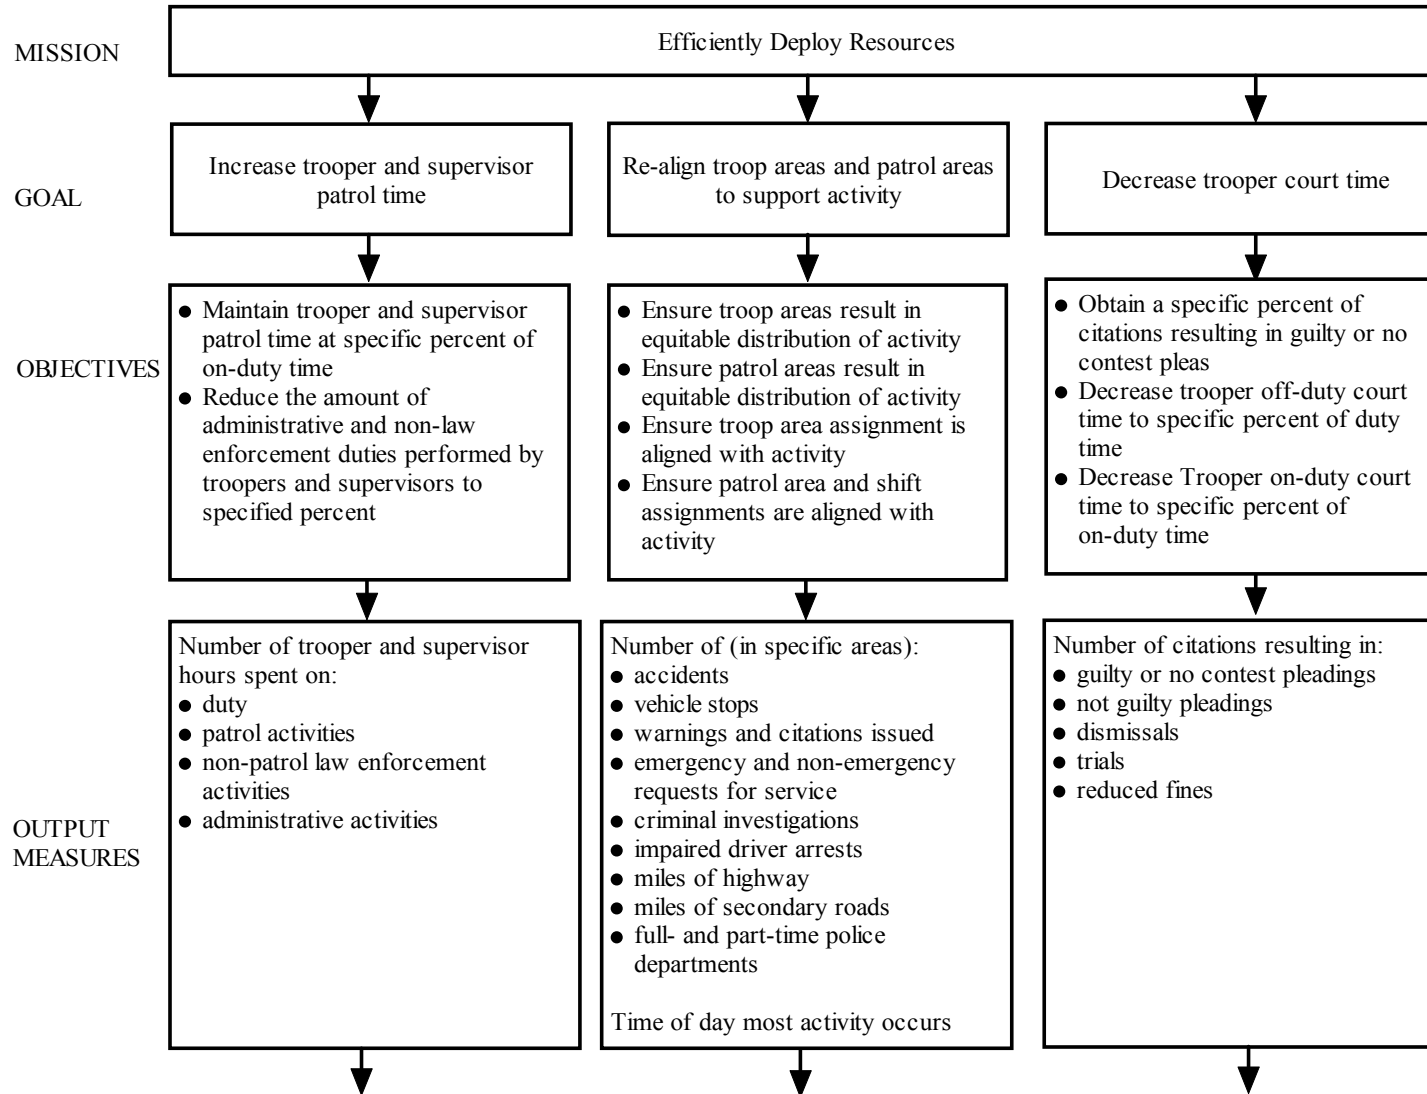 MISSION
Efficiently Deploy Resources
GOAL
Increase trooper and supervisor
patrol time
Re-align troop areas and patrol areas
to support activity
Decrease trooper court time
OBJECTIVES
● Maintain trooper and supervisor
patrol time at specific percent of
on-duty time
● Reduce the amount of
administrative and non-law
enforcement duties performed by
troopers and supervisors to
specified percent
● Ensure troop areas result in
equitable distribution of activity
● Ensure patrol areas result in
equitable distribution of activity
● Ensure troop area assignment is
aligned with activity
● Ensure patrol area and shift
assignments are aligned with
activity
● Obtain a specific percent of
citations resulting in guilty or no
contest pleas
● Decrease trooper off-duty court
time to specific percent of duty
time
● Decrease Trooper on-duty court
time to specific percent of
on-duty time
OUTPUT
MEASURES
Number of trooper and supervisor
hours spent on:
● duty
● patrol activities
● non-patrol law enforcement
activities
● administrative activities
Number of (in specific areas):
● accidents
● vehicle stops
● warnings and citations issued
● emergency and non-emergency
requests for service
● criminal investigations
● impaired driver arrests
● miles of highway
● miles of secondary roads
● full- and part-time police
departments
Time of day most activity occurs
Number of citations resulting in:
● guilty or no contest pleadings
● not guilty pleadings
● dismissals
● trials
● reduced fines